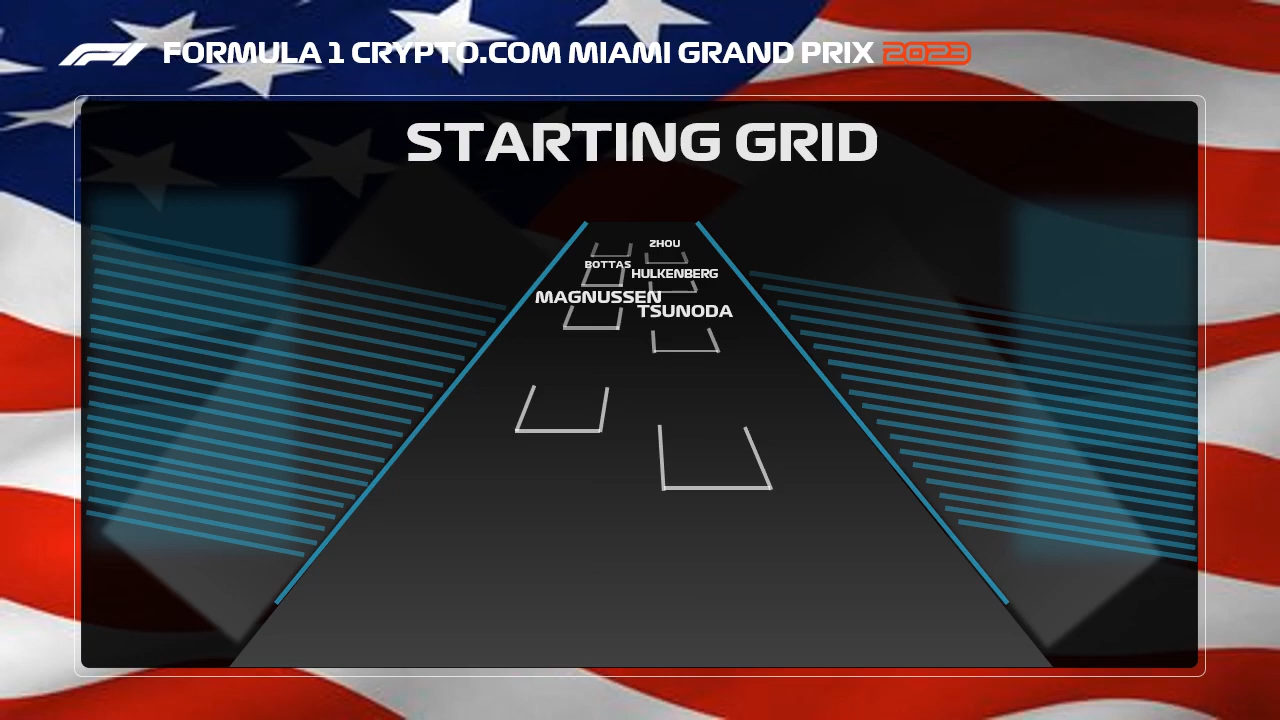 FORMULA 1 CRYPTO.COM MIAMI GRAND PRIX 2023
STARTING GRID
ZHOU
BOTTAS
HULKENBERG
MAGNUSSEN
TSUNODA